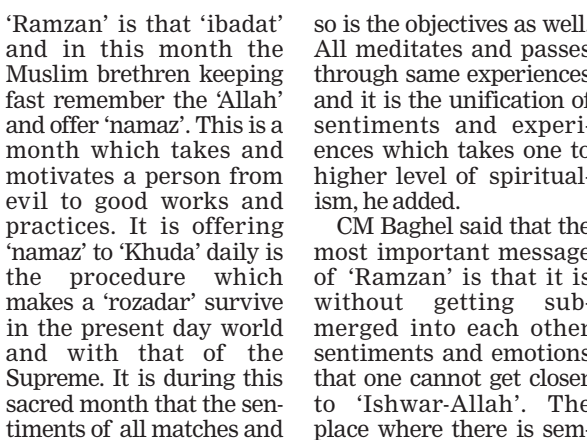 ‘Ramzan’ is that ‘ibadat’
and in this month the
Muslim brethren keeping
fast remember the ‘Allah’
and offer ‘namaz’. This is a
month which takes and
motivates a person from
evil to good works and
practices. It is offering
‘namaz’ to ‘Khuda’ daily is
the procedure which
makes a ‘rozadar’ survive
in the present day world
and with that of the
Supreme. It is during this
sacred month that the sen-
timents of all matches and
so is the objectives as well.
All meditates and passes
through same experiences
and it is the unification of
sentiments and experi-
ences which takes one to
higher level of spiritual-
ism, he added.
CM Baghel said that the
most important message
of ‘Ramzan’ is that it is
without getting sub-
merged into each other
sentiments and emotions
that one cannot get closer
to ‘Ishwar-Allah’. The
place where there is sen-